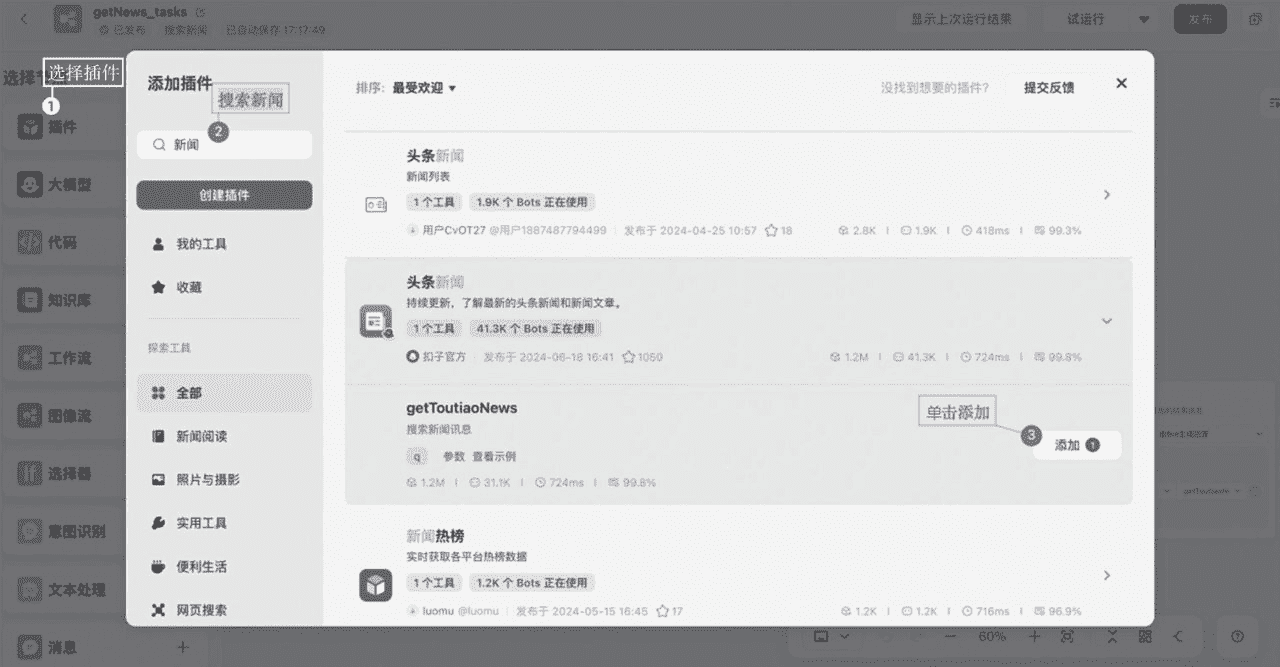 getNews_tasks
已发布 搜索新闻 已自动保存 17:17:49
显示上次运行结果
试运行
发布
选择节
选择插件
1
插件
大模型
代码
知识库
工作流
图像流
选择器
意图识别
文本处理
消息
添加插件
搜索新闻
2
新闻
创建插件
我的工具
收藏
探索工具
全部
新闻阅读
照片与摄影
实用工具
便利生活
网页搜索
排序: 最受欢迎
没找到想要的插件?
提交反馈
头条新闻
新闻列表
1 个工具 1.9K 个 Bots 正在使用
用户CvOT27 @用户1887487794499 发布于 2024-04-25 10:57 18 2.8K 1.9K 418ms 99.3%
头条新闻
持续更新，了解最新的头条新闻和新闻文章。
1 个工具 41.3K 个 Bots 正在使用
扣子官方 发布于 2024-06-18 16:41 1050 1.2M 41.3K 724ms 99.8%
getToutiaoNews
搜索新闻讯息
q 参数 查看示例
1.2M 31.1K 724ms 99.8%
单击添加
3
添加 1
新闻热榜
实时获取各平台热榜数据
1 个工具 1.2K 个 Bots 正在使用
luomu @luomu 发布于 2024-05-15 16:45 17 1.2K 1.2K 716ms 96.9%
60%